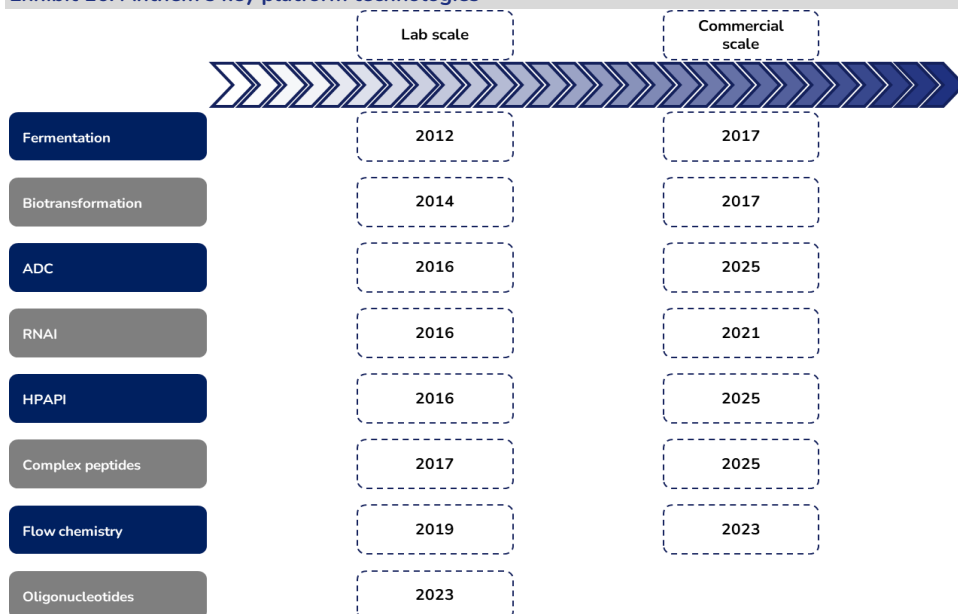 Lab scale
Commercial
scale
Fermentation
2012
2017
Biotransformation
2014
2017
ADC
2016
2025
RNAI
2016
2021
HPAPI
2016
2025
Complex peptides
2017
2025
Flow chemistry
2019
2023
Oligonucleotides
2023